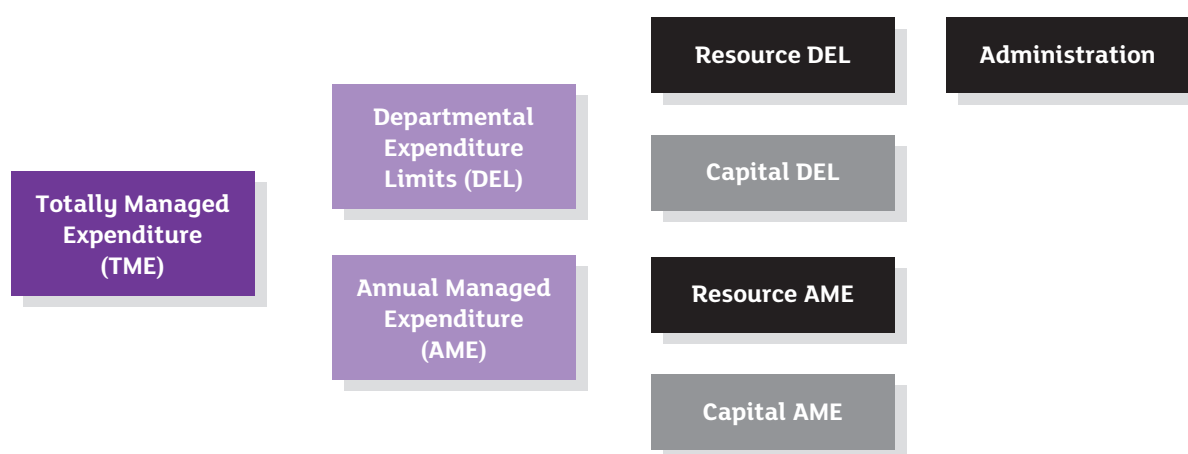 Totally Managed
Expenditure
(TME)
Departmental
Expenditure
Limits (DEL)
Annual Managed
Expenditure
(AME)
Resource DEL
Capital DEL
Resource AME
Capital AME
Administration